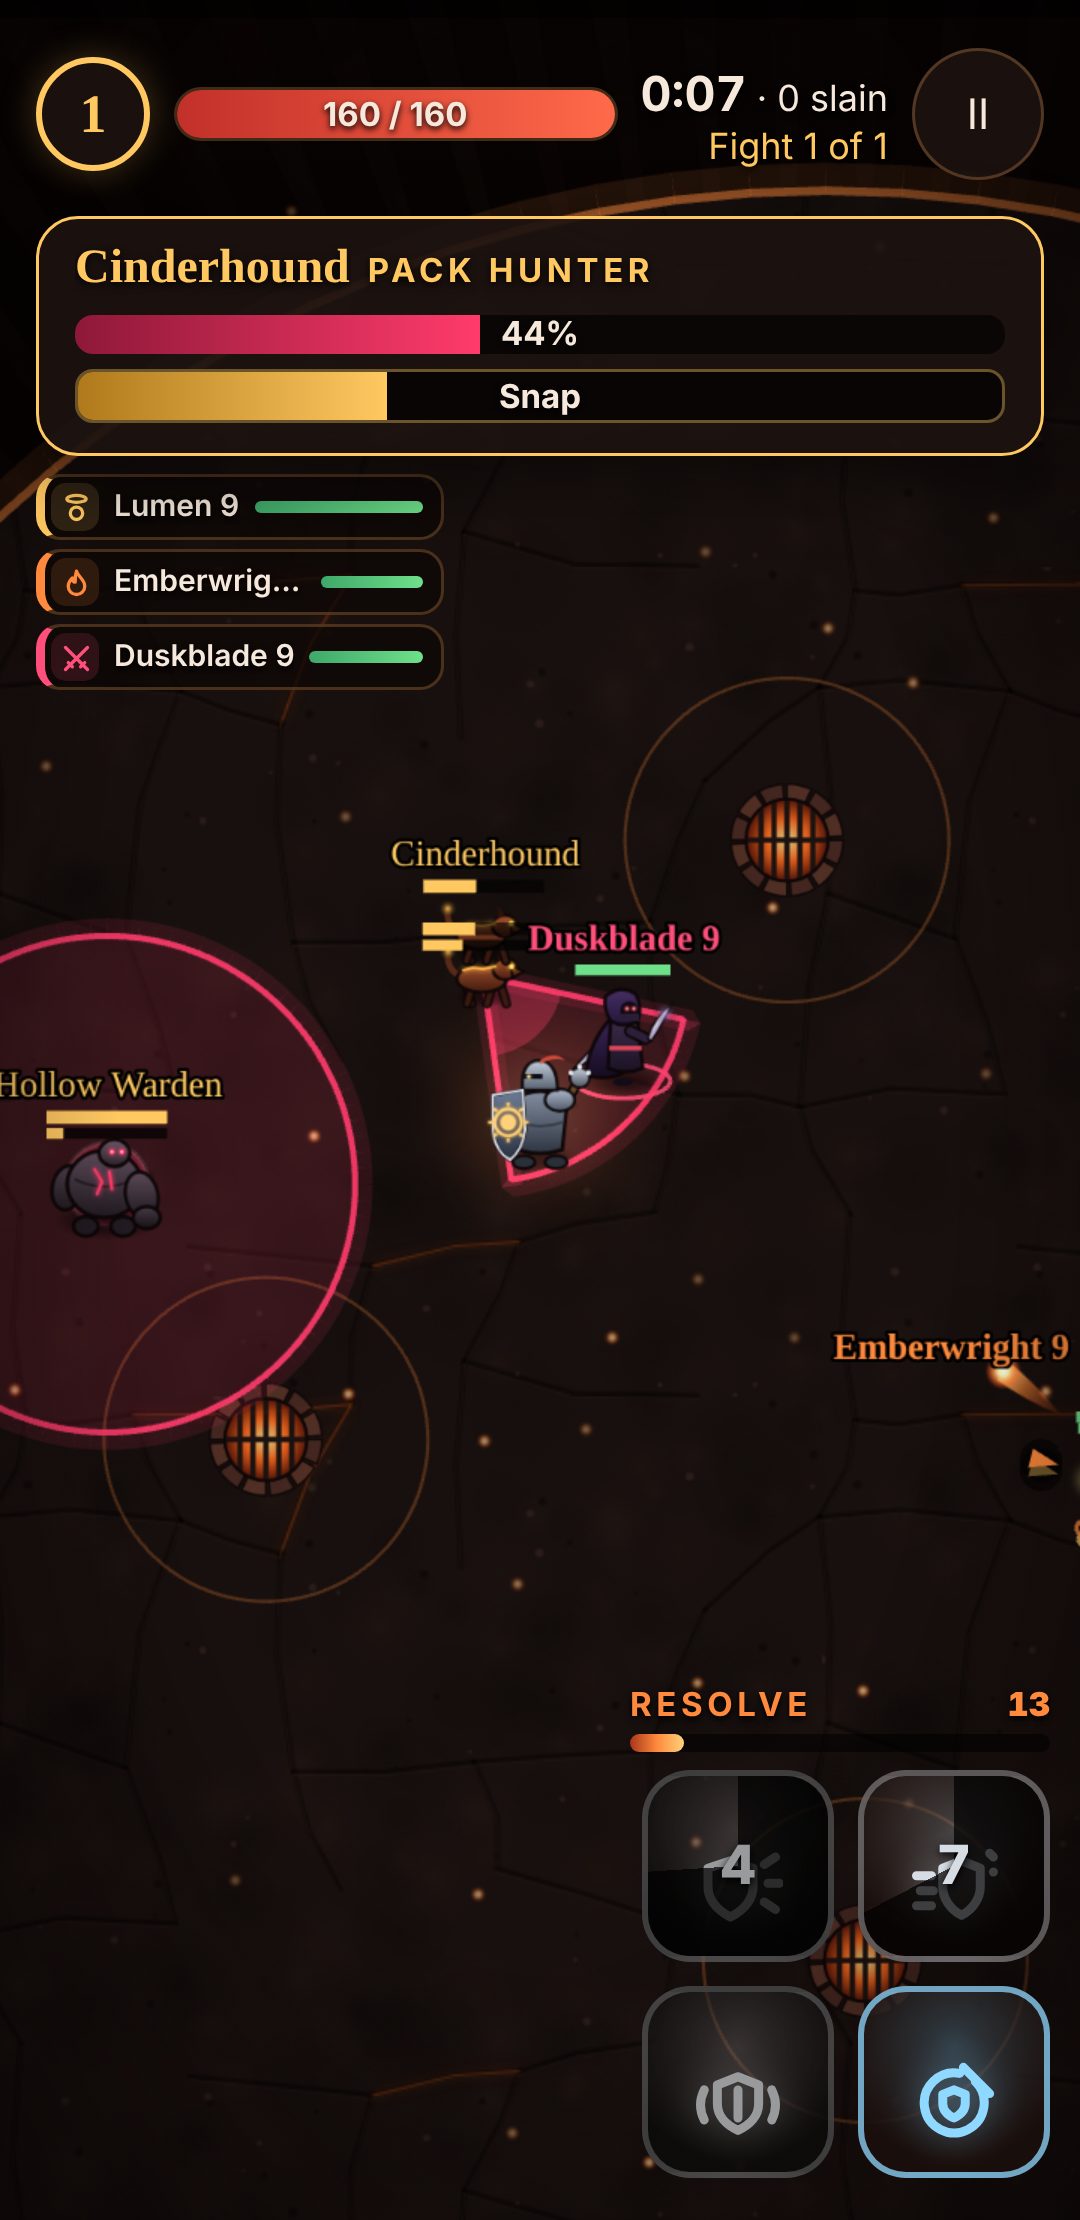 1
160 / 160
0:07 · 0 slain
Fight 1 of 1
Cinderhound PACK HUNTER
44%
Snap
Lumen 9
Emberwrig...
Duskblade 9
Cinderhound
Duskblade 9
Hollow Warden
Emberwright 9
RESOLVE 13
4
7